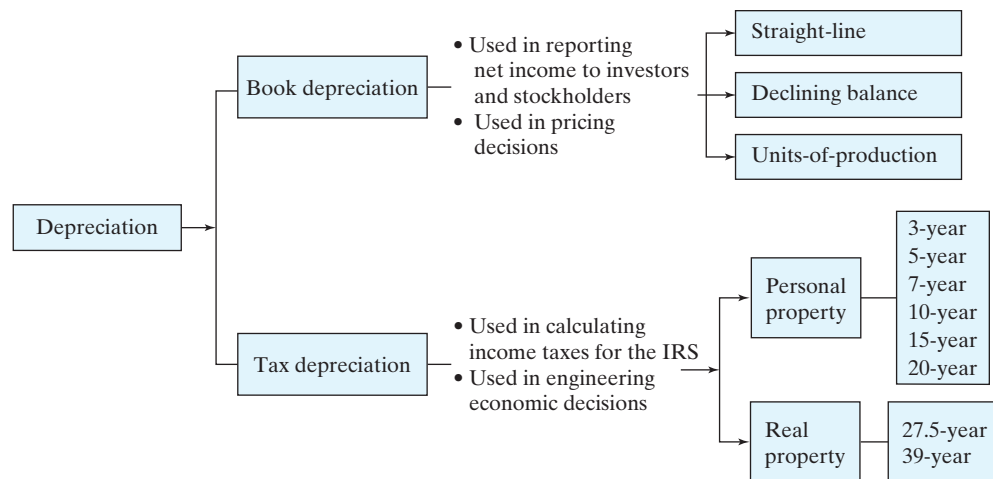 Depreciation
Book depreciation
• Used in reporting
net income to investors
and stockholders
• Used in pricing
decisions
Straight-line
Declining balance
Units-of-production
Tax depreciation
• Used in calculating
income taxes for the IRS
• Used in engineering
economic decisions
Personal
property
3-year
5-year
7-year
10-year
15-year
20-year
Real
property
27.5-year
39-year